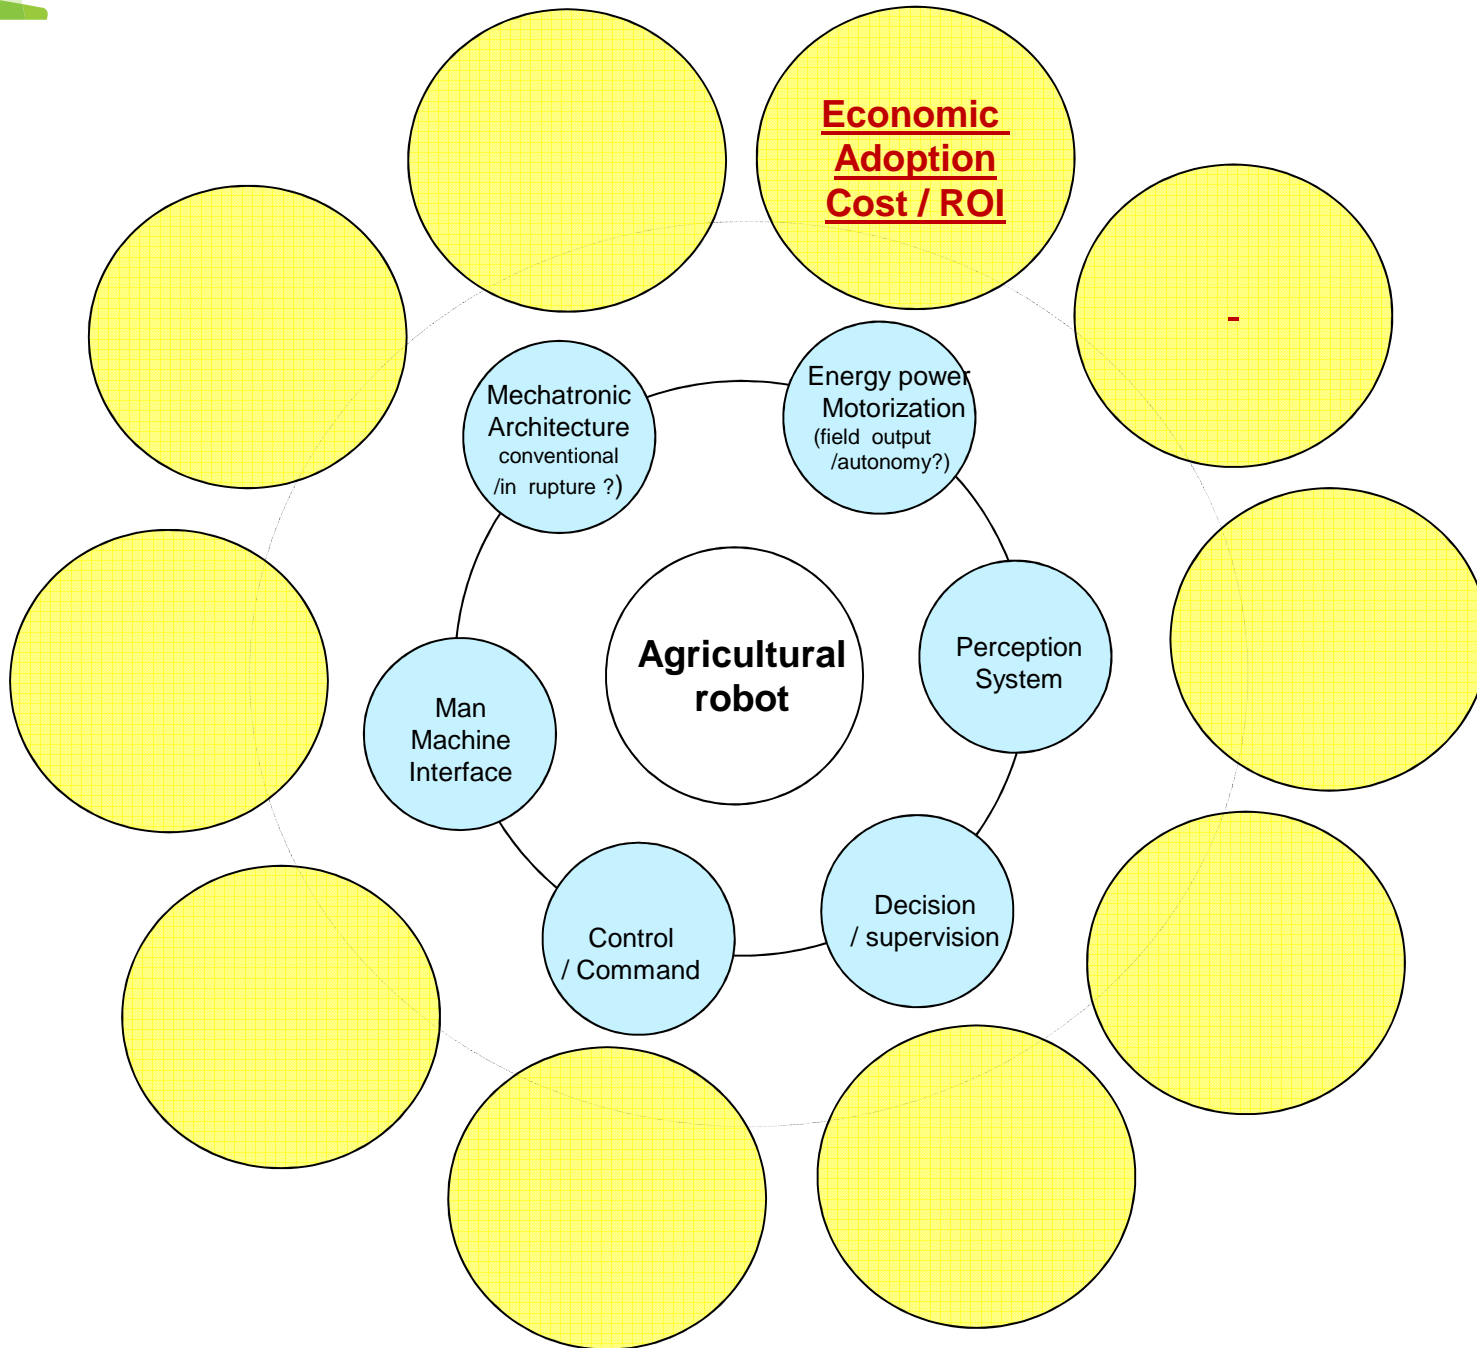 Economic
Adoption
Cost / ROI
-
Mechatronic
Architecture
conventional
/in rupture ?)
Energy power
Motorization
(field output
/autonomy?)
Perception
System
Agricultural
robot
Man
Machine
Interface
Decision
/ supervision
Control
/ Command